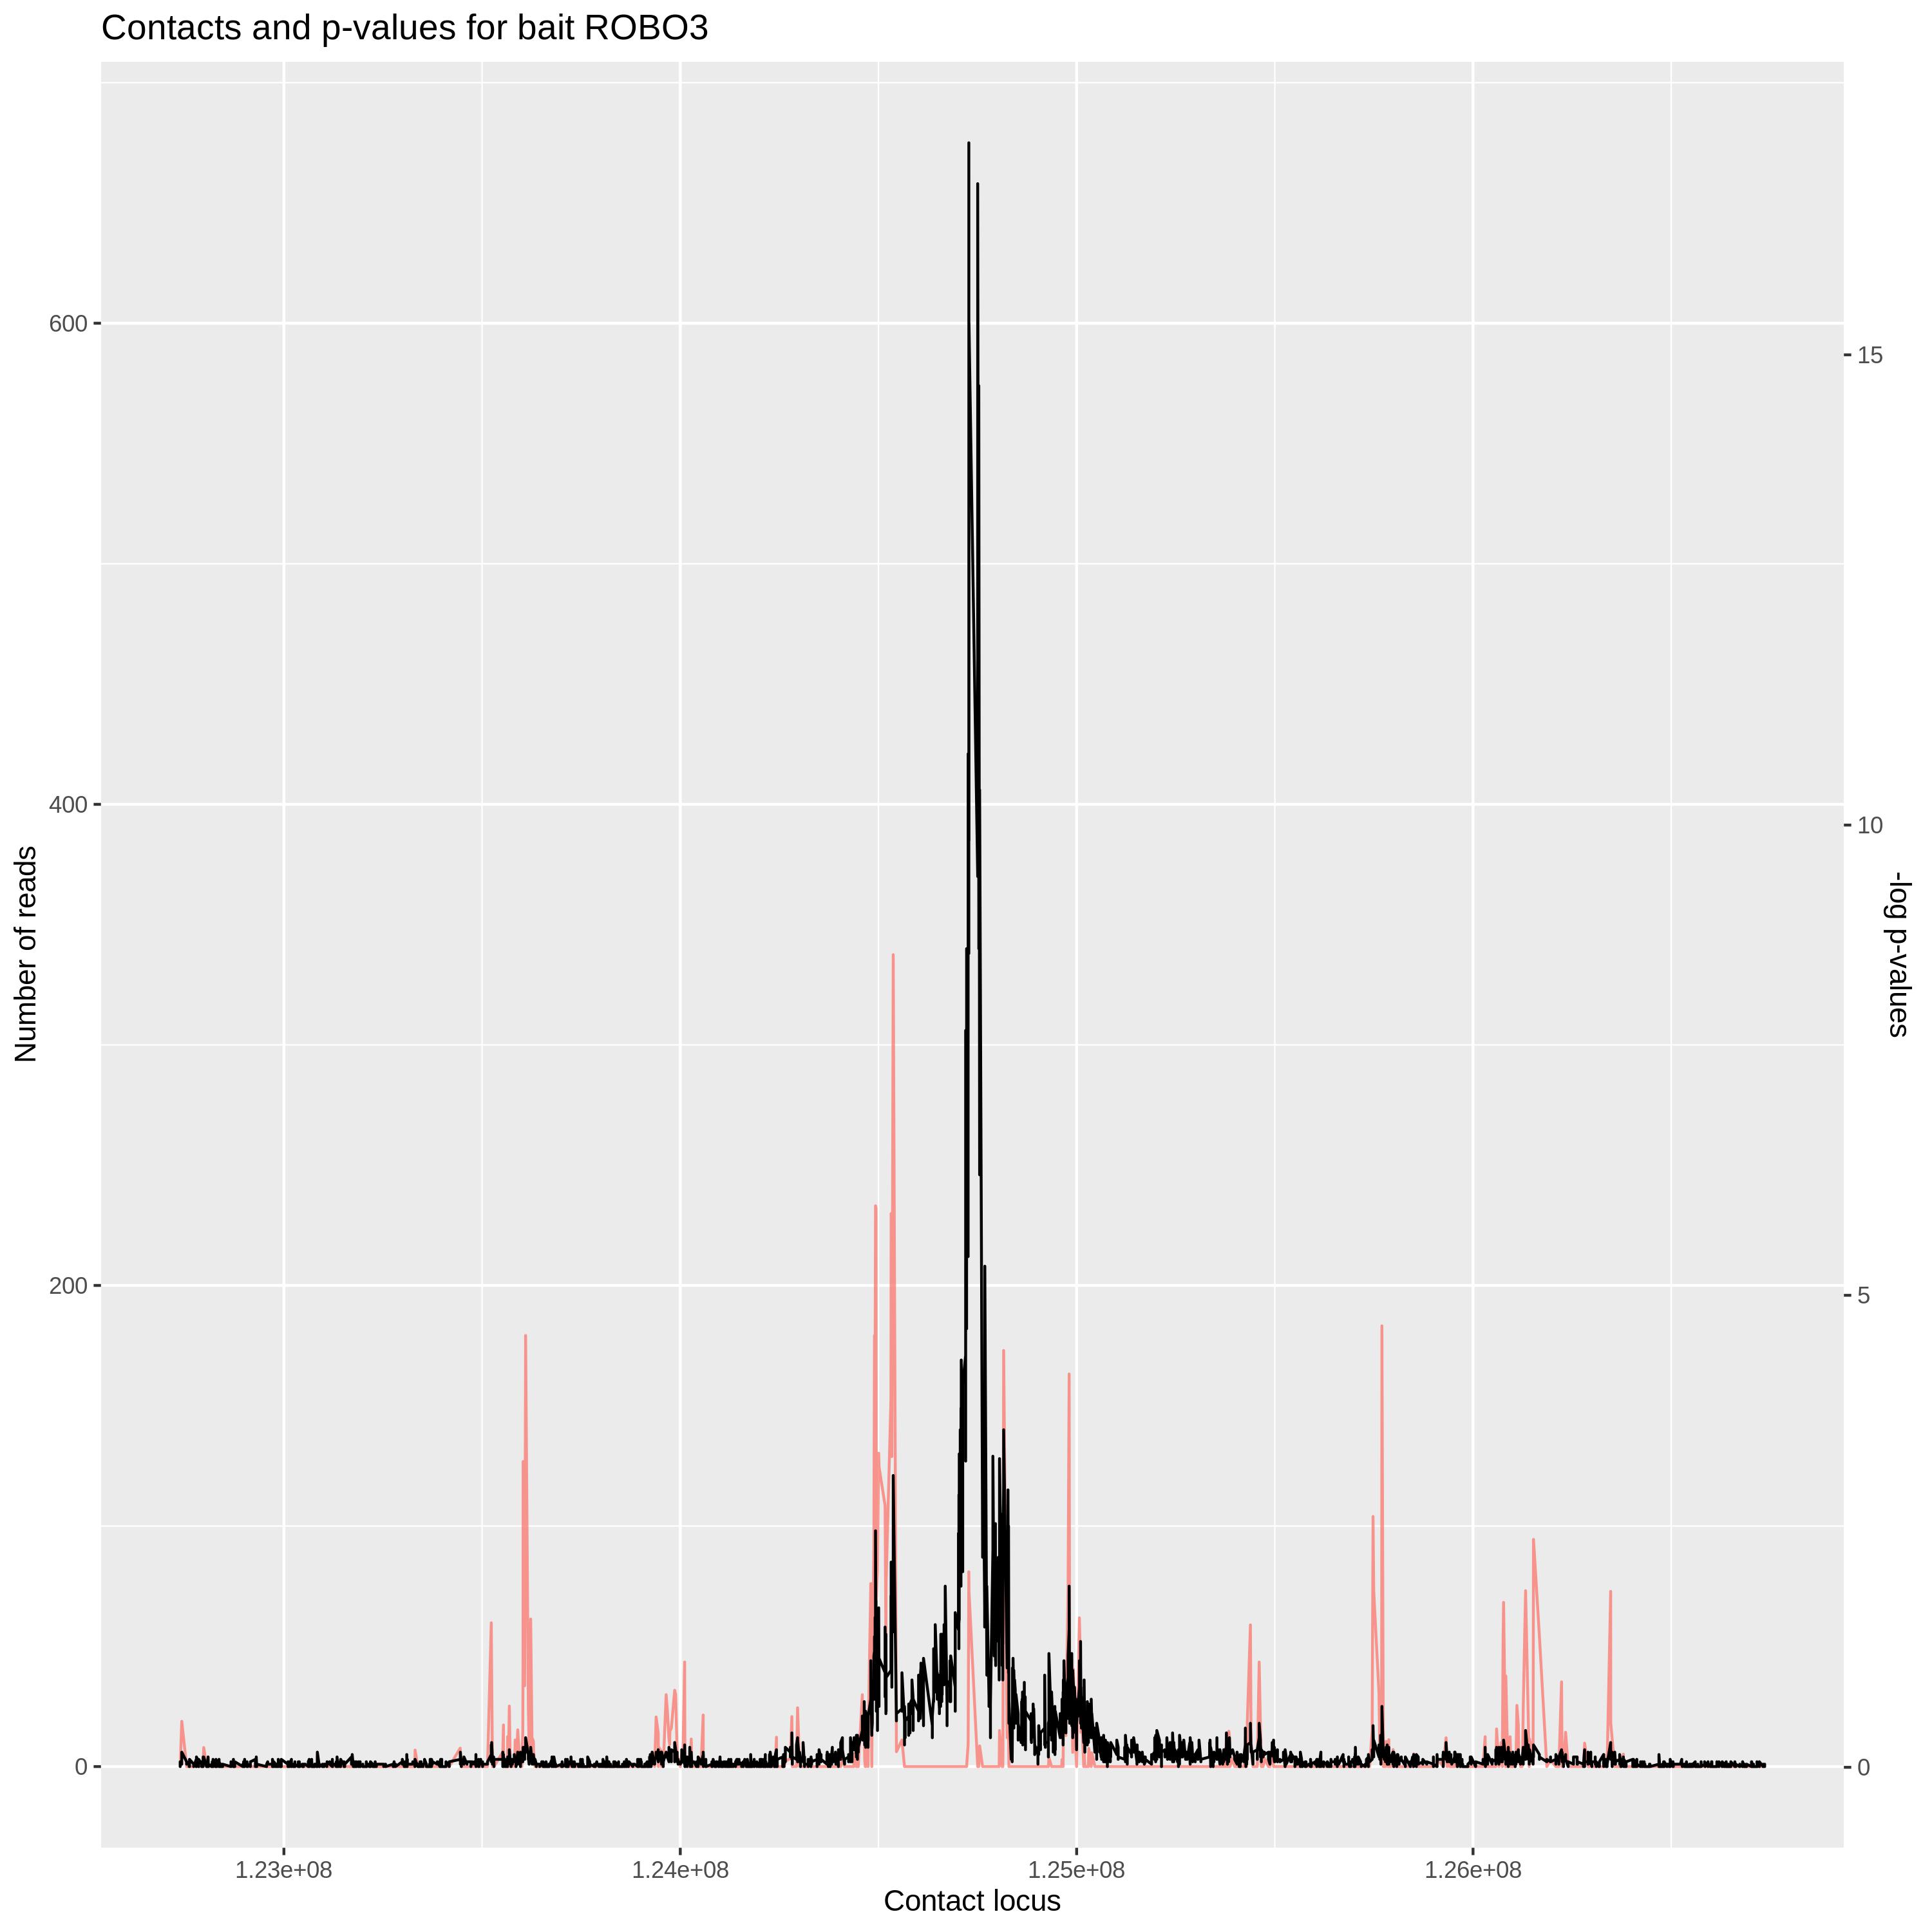 Contacts and p-values for bait ROBO3
600
400
200
0
15
10
5
0
Number of reads
-log p-values
1.23e+08 1.24e+08 1.25e+08 1.26e+08
Contact locus